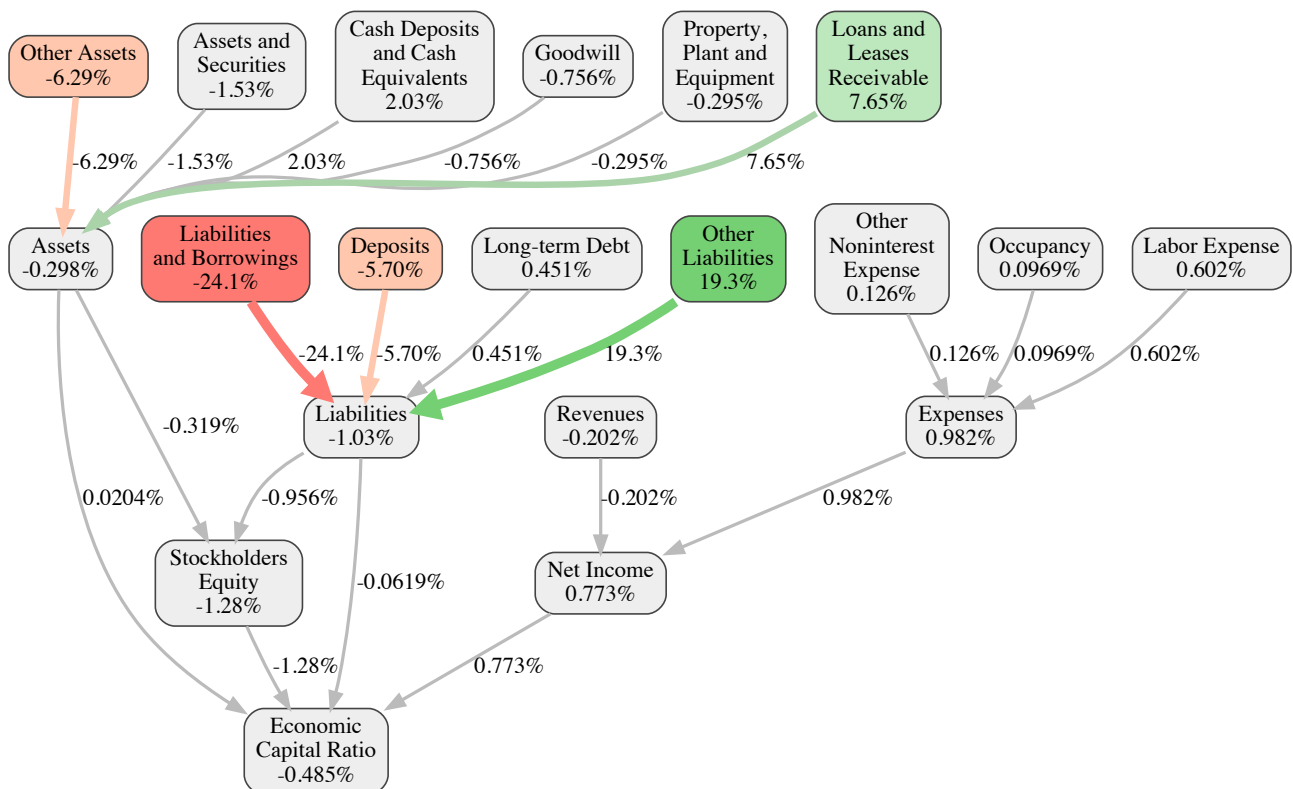 Other Assets
-6.29%
Assets and
Securities
-1.53%
Cash Deposits
and Cash
Equivalents
2.03%
Goodwill
-0.756%
Property,
Plant and
Equipment
-0.295%
Loans and
Leases
Receivable
7.65%
-6.29%
-1.53%
2.03%
-0.756%
-0.295%
7.65%
Assets
-0.298%
Liabilities
and Borrowings
-24.1%
Deposits
-5.70%
Long-term Debt
0.451%
Other
Liabilities
19.3%
Other
Noninterest
Expense
0.126%
Occupancy
0.0969%
Labor Expense
0.602%
-24.1%
-5.70%
0.451%
19.3%
0.126%
0.0969%
0.602%
-0.319%
Liabilities
-1.03%
Revenues
-0.202%
Expenses
0.982%
0.0204%
-0.956%
-0.202%
0.982%
Stockholders
Equity
-1.28%
-0.0619%
Net Income
0.773%
-1.28%
0.773%
Economic
Capital Ratio
-0.485%